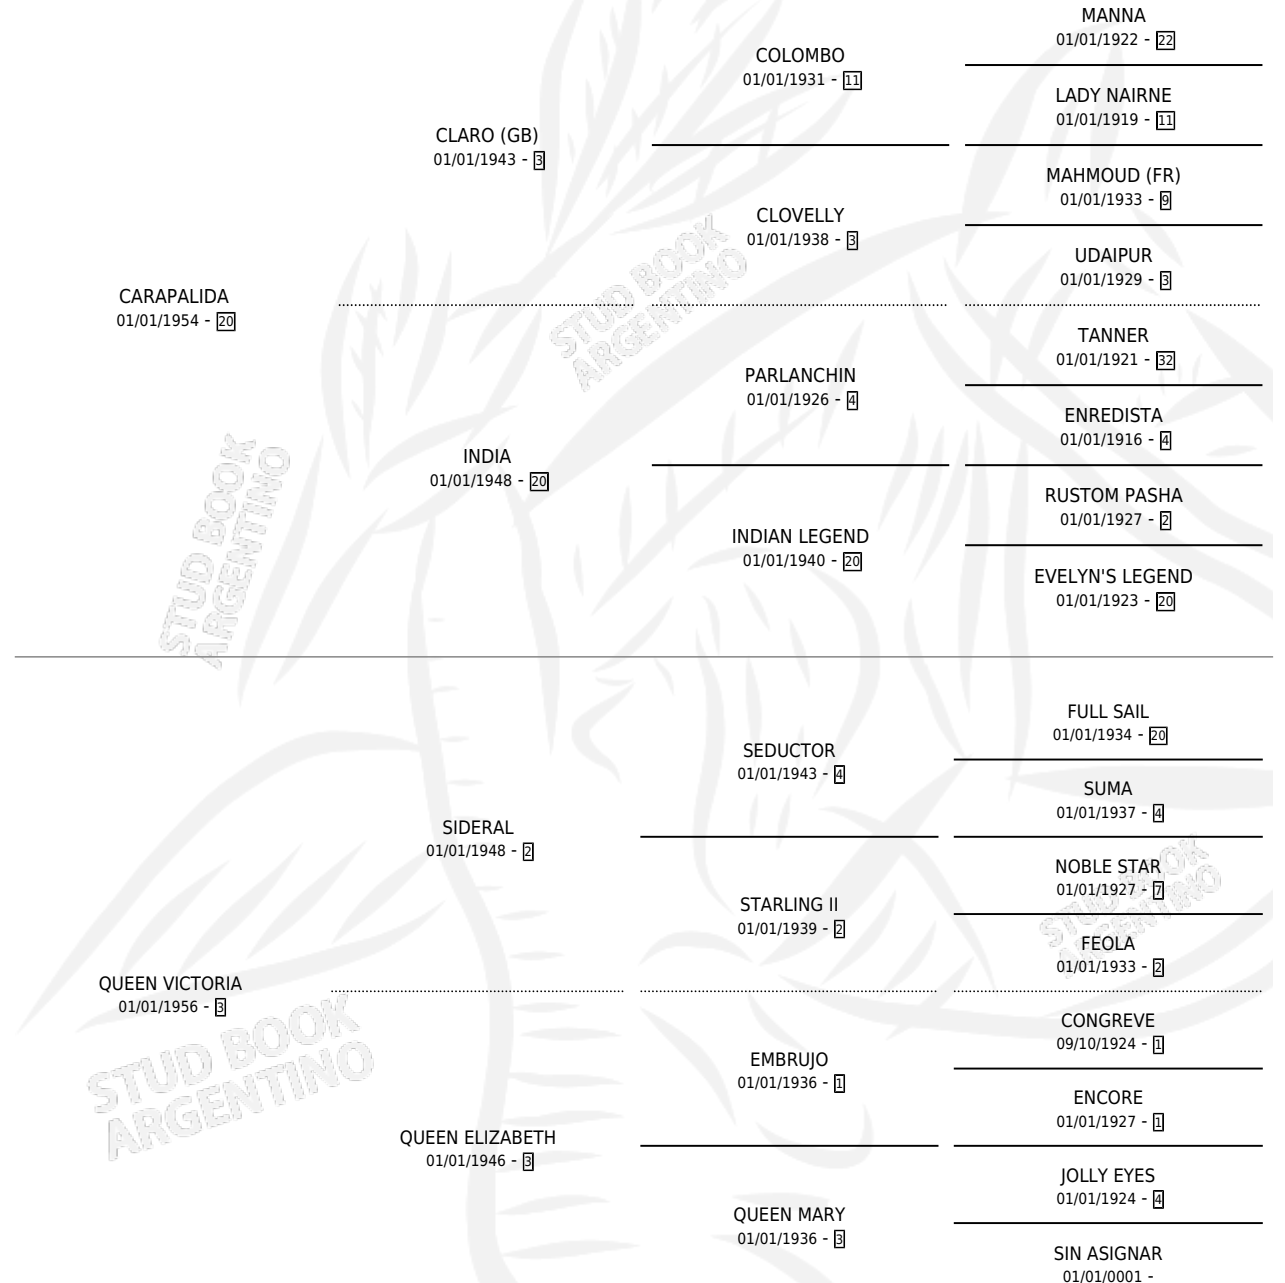 MANNA
01/01/1922 - 22
COLOMBO
01/01/1931 - 11
LADY NAIRNE
01/01/1919 - 11
CLARO (GB)
01/01/1943 - 3
MAHMOUD (FR)
01/01/1933 - 9
CLOVELLY
01/01/1938 - 3
UDAIPUR
01/01/1929 - 3
CARAPALIDA
01/01/1954 - 20
STUD BOOK
ARGENTINO
TANNER
01/01/1921 - 32
PARLANCHIN
01/01/1926 - 4
ENREDISTA
01/01/1916 - 4
INDIA
01/01/1948 - 20
RUSTOM PASHA
01/01/1927 - 2
INDIAN LEGEND
01/01/1940 - 20
EVELYN'S LEGEND
01/01/1923 - 20
STUD BOOK
ARGENTINO
FULL SAIL
01/01/1934 - 20
SEDUCTOR
01/01/1943 - 4
SUMA
01/01/1937 - 4
SIDERAL
01/01/1948 - 2
NOBLE STAR
01/01/1927 - 7
STARLING II
01/01/1939 - 2
STUD BOOK
ARGENTINO
FEOLA
01/01/1933 - 2
QUEEN VICTORIA
01/01/1956 - 3
CONGREVE
09/10/1924 - 1
EMBRUJO
01/01/1936 - 1
STUD BOOK
ARGENTINO
ENCORE
01/01/1927 - 1
QUEEN ELIZABETH
01/01/1946 - 3
JOLLY EYES
01/01/1924 - 4
QUEEN MARY
01/01/1936 - 3
SIN ASIGNAR
01/01/0001 -